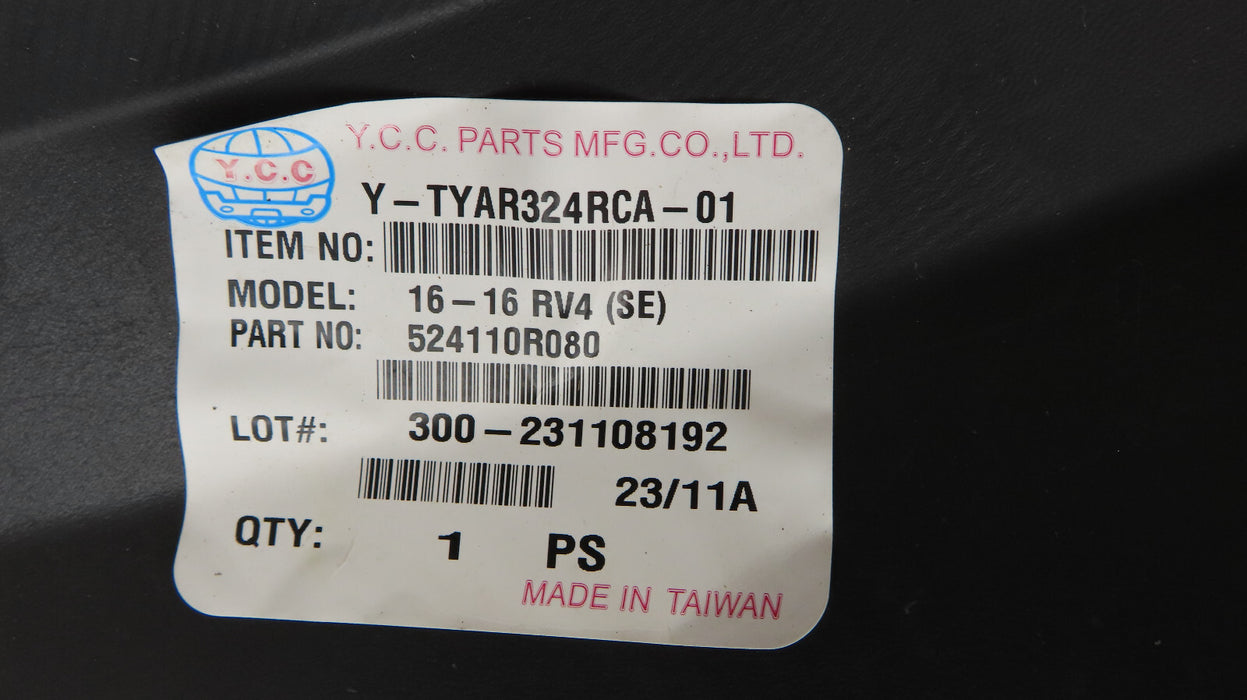 Y.C.C
Y.C.C. PARTS MFG.CO.,LTD.
Y-TYAR324RCA-01
ITEM NO:
MODEL: 16-16 RV4 (SE)
PART NO: 524110R080
LOT#: 300-231108192
23/11A
QTY: 1 PS
MADE IN TAIWAN